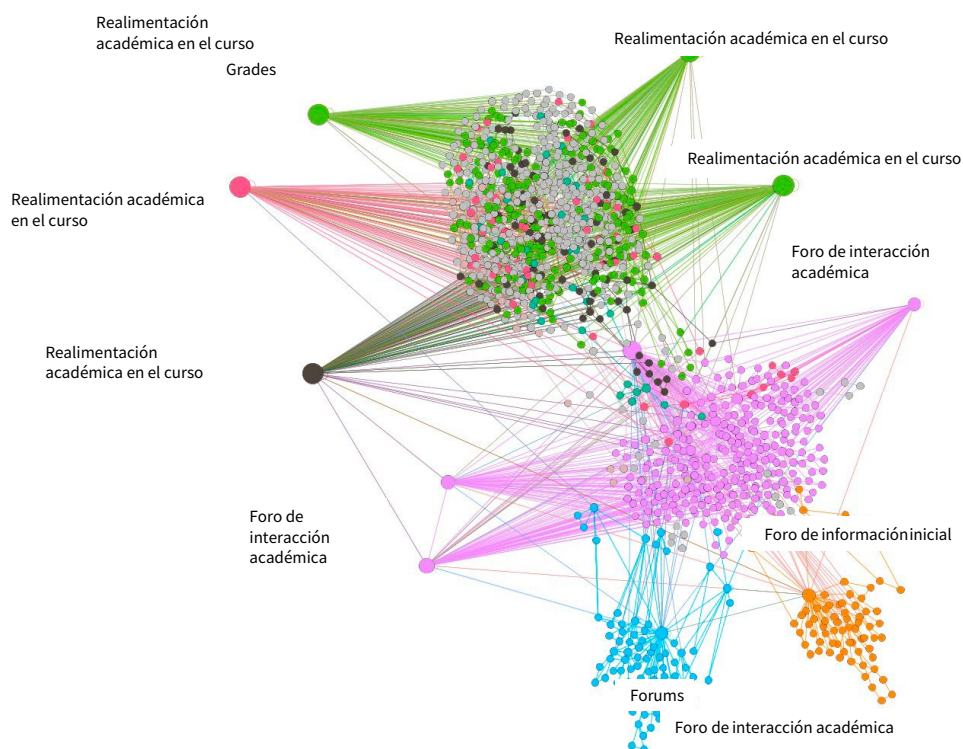 Realimentación
académica en el curso
Grades
Realimentación académica en el curso
Realimentación académica en el curso
Realimentación académica
en el curso
Foro de interacción
académica
Realimentación
académica en el curso
Foro de
interacción
académica
Foro de información inicial
Forums
Foro de interacción académica